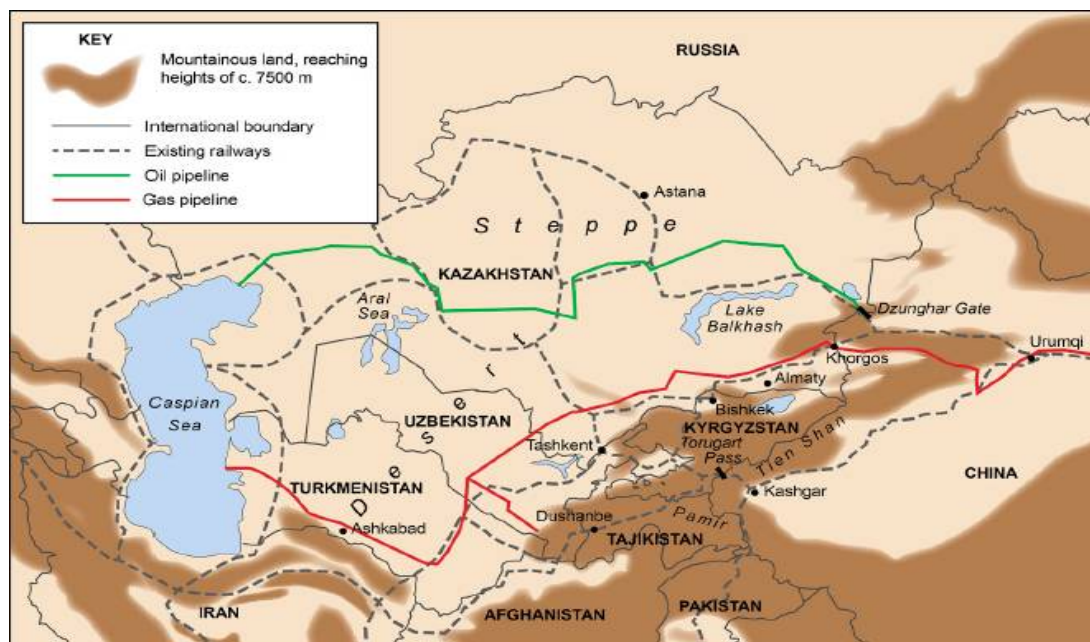 KEY
Mountainous land, reaching
heights of c. 7500 m
International boundary
Existing railways
Oil pipeline
Gas pipeline
RUSSIA
Astana
Steppe
KAZAKHSTAN
Aral
Sea
Lake
Balkhash
Dzunghar Gate
Khorgos
Urumqi
Almaty
Caspian
Sea
UZBEKISTAN
Bishkek
KYRGYZSTAN
Tashkent
Torugart
Pass
Tien Shan
CHINA
TURKMENISTAN
Desert
Kashgar
Ashkabad
Dushanbe
Pamir
TAJIKISTAN
IRAN
AFGHANISTAN
PAKISTAN